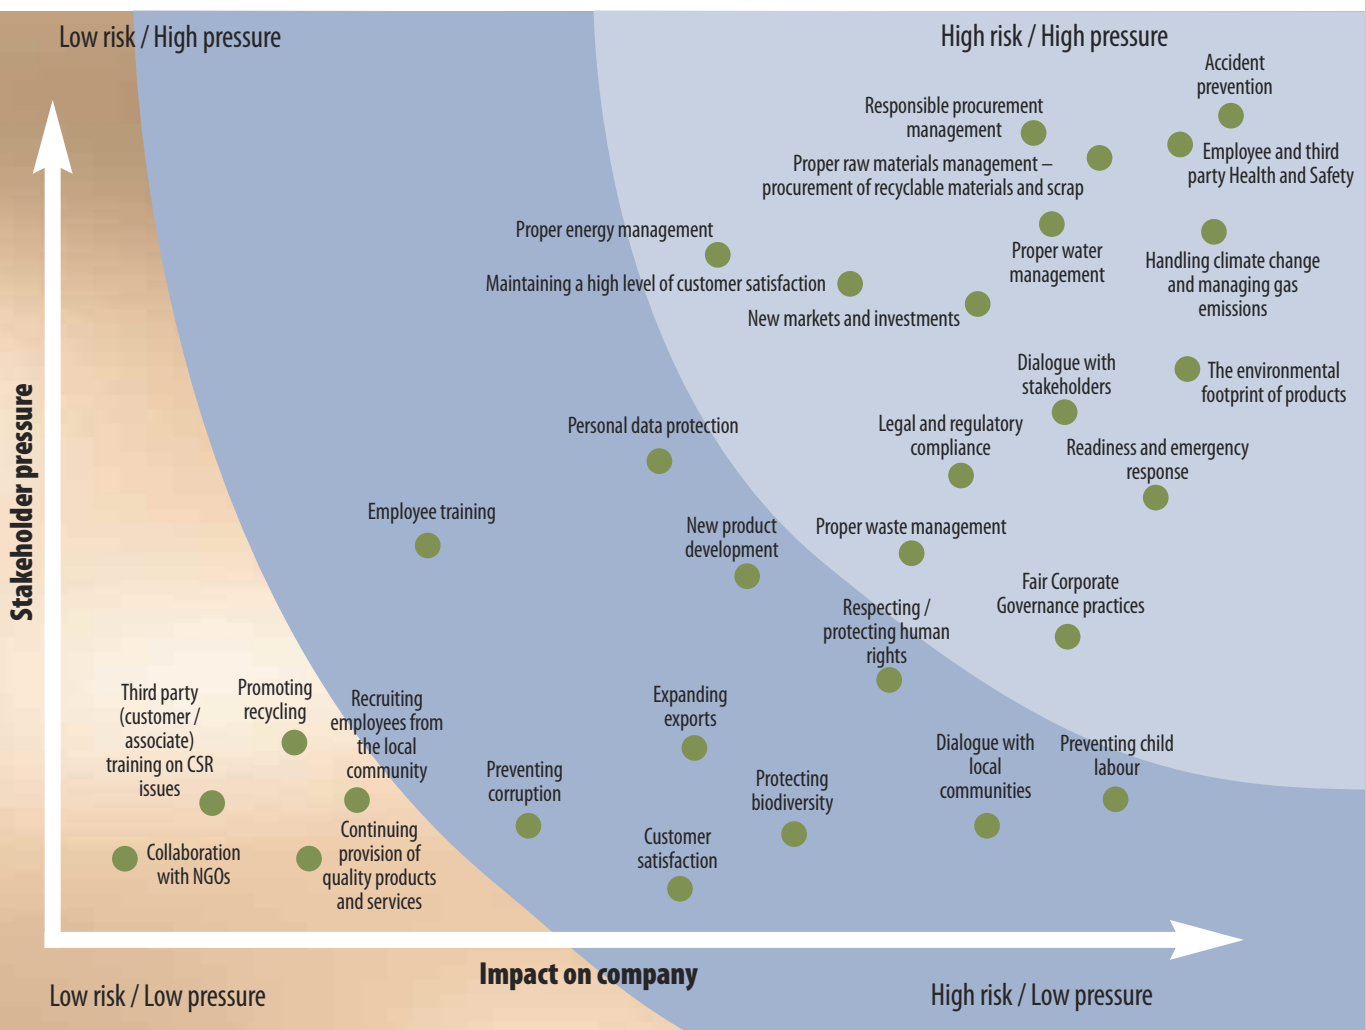 Low risk / High pressure
High risk / High pressure
Accident
prevention
Responsible procurement
management
Employee and third
party Health and Safety
Proper raw materials management –
procurement of recyclable materials and scrap
Proper energy management
Proper water
management
Handling climate change
and managing gas
emissions
Maintaining a high level of customer satisfaction
New markets and investments
Dialogue with
stakeholders
The environmental
footprint of products
Personal data protection
Legal and regulatory
compliance
Readiness and emergency
response
Employee training
New product
development
Proper waste management
Fair Corporate
Governance practices
Respecting /
protecting human
rights
Stakeholder pressure
Third party
(customer /
associate)
training on CSR
issues
Promoting
recycling
Recruiting
employees from
the local
community
Expanding
exports
Preventing
corruption
Protecting
biodiversity
Dialogue with
local
communities
Preventing child
labour
Collaboration
with NGOs
Continuing
provision of
quality products
and services
Customer
satisfaction
Impact on company
Low risk / Low pressure
High risk / Low pressure